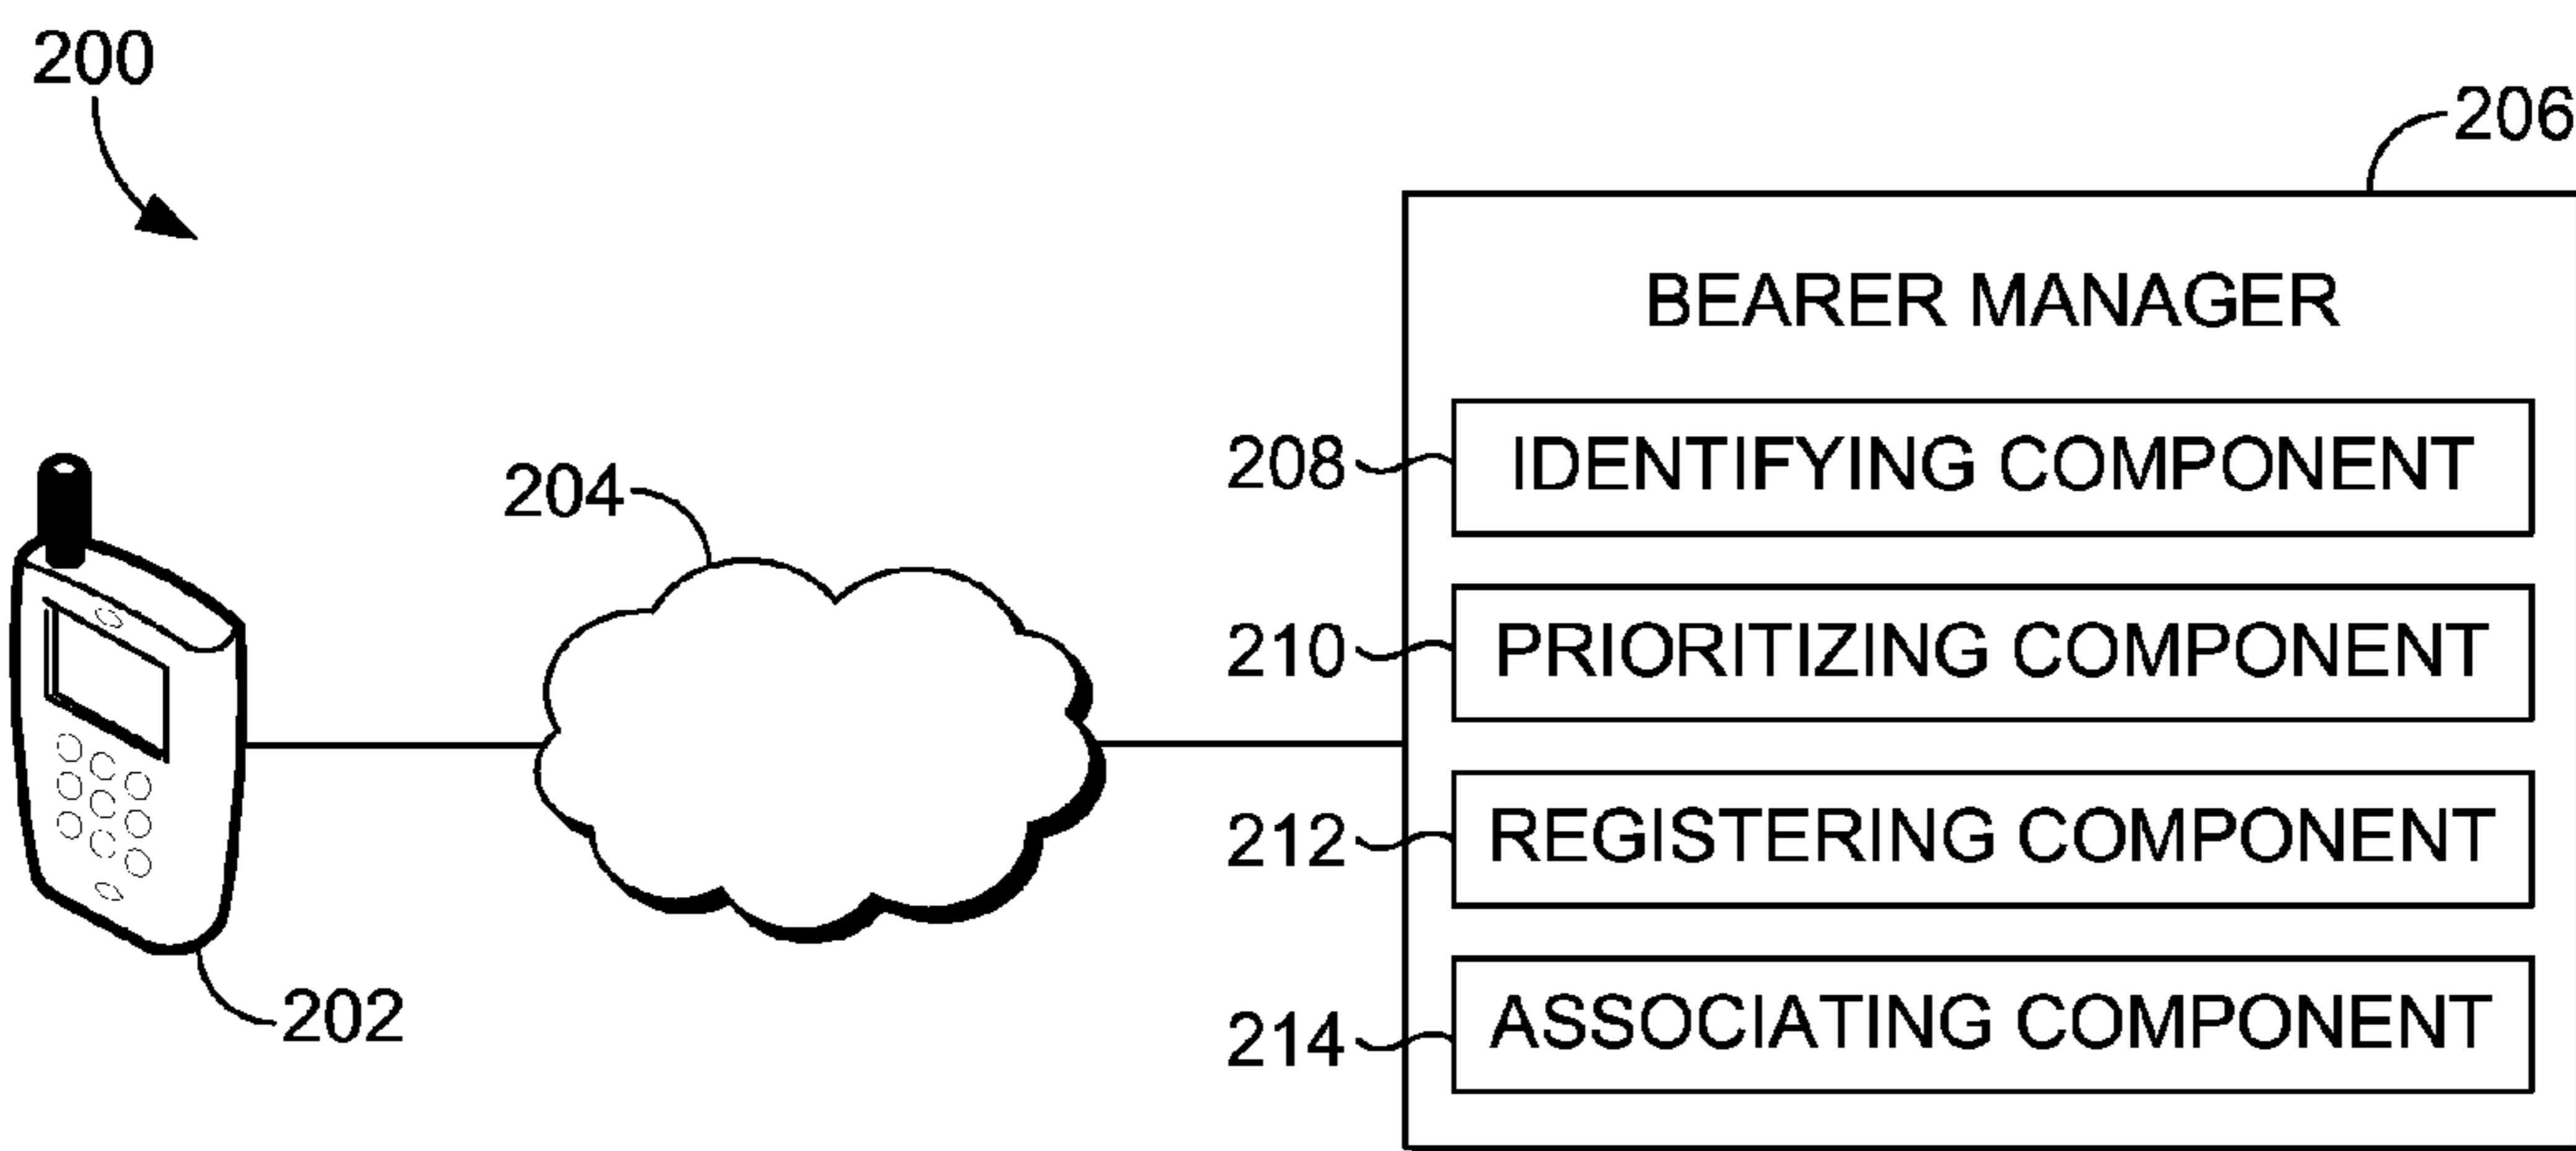 200
206
BEARER MANAGER
208 IDENTIFYING COMPONENT
204
210 PRIORITIZING COMPONENT
212 REGISTERING COMPONENT
202
214 ASSOCIATING COMPONENT